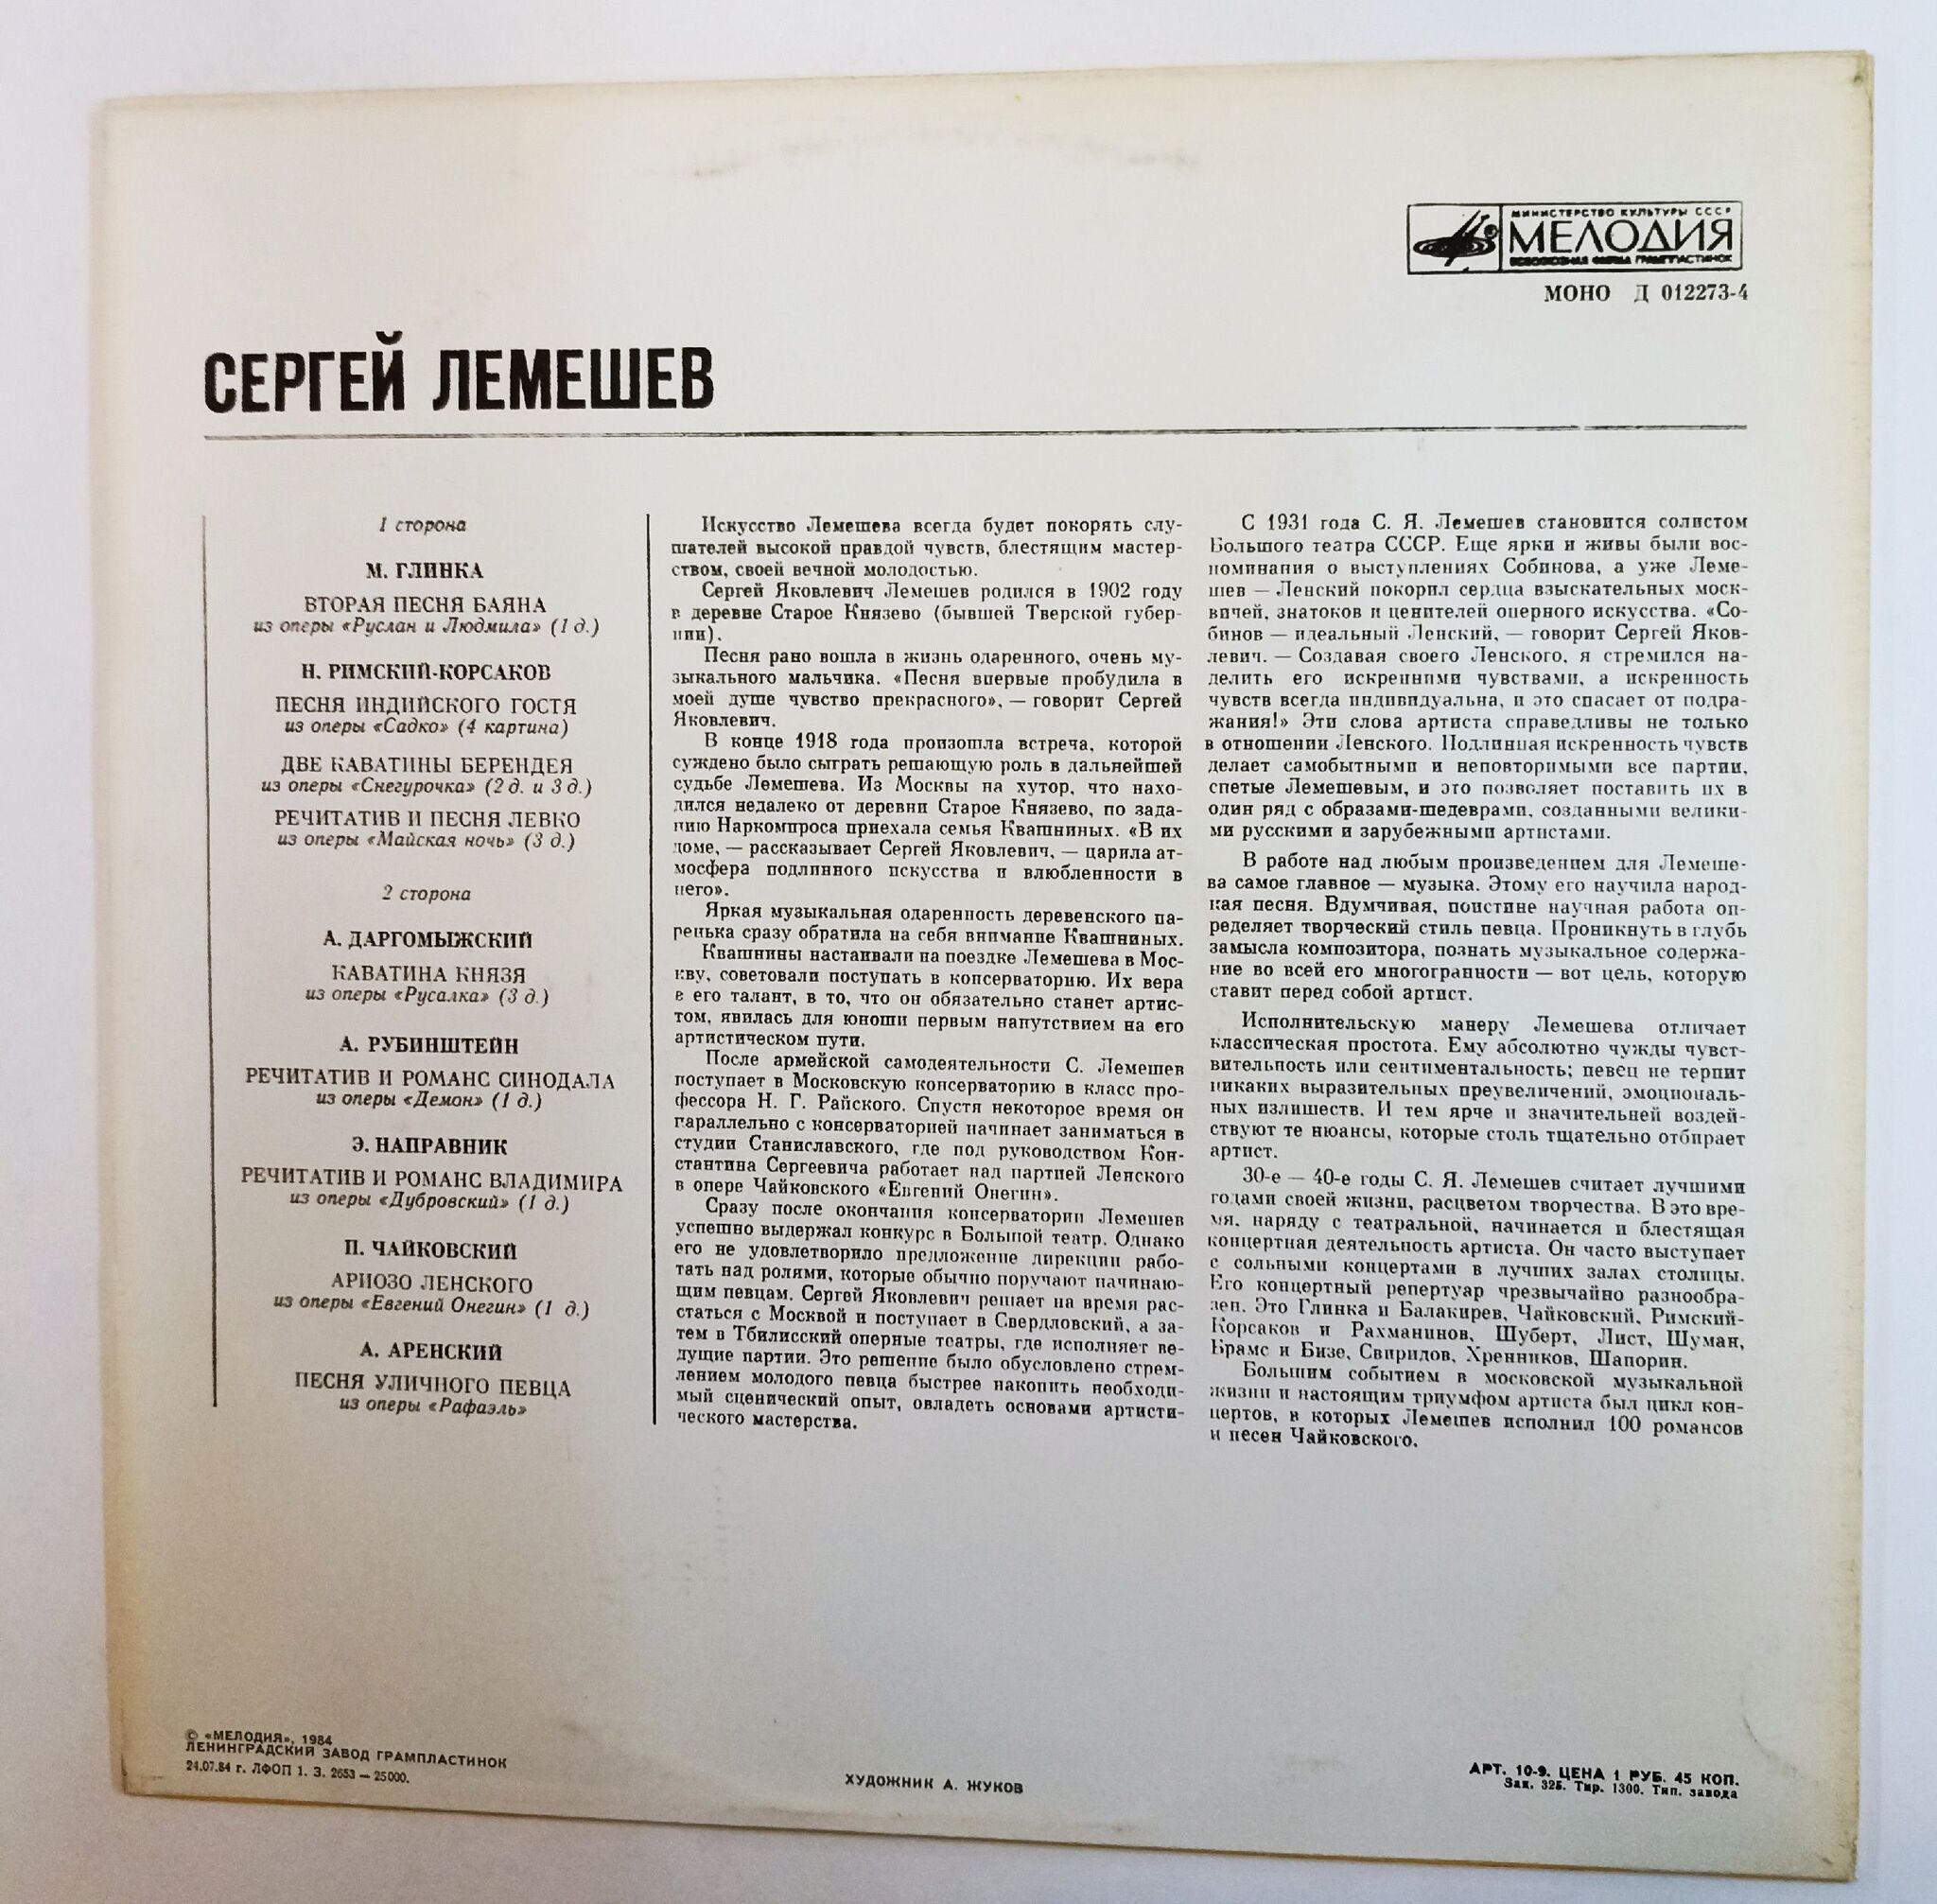 МИНИСТЕРСТВО КУЛЬТУРЫ СССР
МЕЛОДИЯ
ВСЕСОЮЗНАЯ ФИРМА ГРАМПЛАСТИНОК
МОНО Д 012273-4
СЕРГЕЙ ЛЕМЕШЕВ
1 сторона
М. ГЛИНКА
ВТОРАЯ ПЕСНЯ БАЯНА
из оперы «Руслан и Людмила» (1 д.)
Н. РИМСКИЙ-КОРСАКОВ
ПЕСНЯ ИНДИЙСКОГО ГОСТЯ
из оперы «Садко» (4 картина)
ДВЕ КАВАТИНЫ БЕРЕНДЕЯ
из оперы «Снегурочка» (2 д. и 3 д.)
РЕЧИТАТИВ И ПЕСНЯ ЛЕВКО
из оперы «Майская ночь» (3 д.)
2 сторона
А. ДАРГОМЫЖСКИЙ
КАВАТИНА КНЯЗЯ
из оперы «Русалка» (3 д.)
А. РУБИНШТЕЙН
РЕЧИТАТИВ И РОМАНС СИНОДАЛА
из оперы «Демон» (1 д.)
Э. НАПРАВНИК
РЕЧИТАТИВ И РОМАНС ВЛАДИМИРА
из оперы «Дубровский» (1 д.)
П. ЧАЙКОВСКИЙ
АРИОЗО ЛЕНСКОГО
из оперы «Евгений Онегин» (1 д.)
А. АРЕНСКИЙ
ПЕСНЯ УЛИЧНОГО ПЕВЦА
из оперы «Рафаэль»
Искусство Лемешева всегда будет покорять слу-
шателей высокой правдой чувств, блестящим мастер-
ством, своей вечной молодостью.
Сергей Яковлевич Лемешев родился в 1902 году
в деревне Старое Князево (бывшей Тверской губер-
нии).
Песня рано вошла в жизнь одаренного, очень му-
зыкального мальчика. «Песня впервые пробудила в
моей душе чувство прекрасного», — говорит Сергей
Яковлевич.
В конце 1918 года произошла встреча, которой
суждено было сыграть решающую роль в дальнейшей
судьбе Лемешева. Из Москвы на хутор, что нахо-
дился недалеко от деревни Старое Князево, по зада-
нию Наркомпроса приехала семья Квашниных. «В их
доме, — рассказывает Сергей Яковлевич, — царила ат-
мосфера подлинного искусства и влюбленности в
него».
Яркая музыкальная одаренность деревенского па-
ренька сразу обратила на себя внимание Квашниных.
Квашнины настаивали на поездке Лемешева в Мос-
кву, советовали поступать в консерваторию. Их вера
в его талант, в то, что он обязательно станет артис-
том, явилась для юноши первым напутствием на его
артистическом пути.
После армейской самодеятельности С. Лемешев
поступает в Московскую консерваторию в класс про-
фессора Н. Г. Райского. Спустя некоторое время он
параллельно с консерваторией начинает заниматься в
студии Станиславского, где под руководством Кон-
стантина Сергеевича работает над партией Ленского
в опере Чайковского «Евгений Онегин».
Сразу после окончания консерватории Лемешев
успешно выдержал конкурс в Большой театр. Однако
его не удовлетворило предложение дирекции рабо-
тать над ролями, которые обычно поручают начинаю-
щим певцам. Сергей Яковлевич решает на время рас-
статься с Москвой и поступает в Свердловский, а за-
тем в Тбилисский оперные театры, где исполняет ве-
дущие партии. Это решение было обусловлено стрем-
лением молодого певца быстрее накопить необходи-
мый сценический опыт, овладеть основами артисти-
ческого мастерства.
С 1931 года С. Я. Лемешев становится солистом
Большого театра СССР. Еще ярки и живы были вос-
поминания о выступлениях Собинова, а уже Леме-
шев — Ленский покорил сердца взыскательных моск-
вичей, знатоков и ценителей оперного искусства. «Со-
бинов — идеальный Ленский, — говорит Сергей Яков-
левич. — Создавая своего Ленского, я стремился на-
делить его искренними чувствами, а искренность
чувств всегда индивидуальна, и это спасает от подра-
жания!» Эти слова артиста справедливы не только
в отношении Ленского. Подлинная искренность чувств
делает самобытными и неповторимыми все партии,
спетые Лемешевым, и это позволяет поставить их в
один ряд с образами-шедеврами, созданными велики-
ми русскими и зарубежными артистами.
В работе над любым произведением для Лемеше-
ва самое главное — музыка. Этому его научила народ-
ная песня. Вдумчивая, поистине научная работа оп-
ределяет творческий стиль певца. Проникнуть в глубь
замысла композитора, познать музыкальное содержа-
ние во всей его многогранности — вот цель, которую
ставит перед собой артист.
Исполнительскую манеру Лемешева отличает
классическая простота. Ему абсолютно чужды чувст-
вительность или сентиментальность; певец не терпит
никаких выразительных преувеличений, эмоциональ-
ных излишеств. И тем ярче и значительней воздей-
ствуют те нюансы, которые столь тщательно отбирает
артист.
30-е — 40-е годы С. Я. Лемешев считает лучшими
годами своей жизни, расцветом творчества. В это вре-
мя, наряду с театральной, начинается и блестящая
концертная деятельность артиста. Он часто выступает
с сольными концертами в лучших залах столицы.
Его концертный репертуар чрезвычайно разнообра-
зен. Это Глинка и Балакирев, Чайковский, Римский-
Корсаков и Рахманинов, Шуберт, Лист, Шуман,
Брамс и Бизе, Свиридов, Хренников, Шапорин.
Большим событием в московской музыкальной
жизни и настоящим триумфом артиста был цикл кон-
цертов, в которых Лемешев исполнил 100 романсов
и песен Чайковского.
© «МЕЛОДИЯ», 1984
ЛЕНИНГРАДСКИЙ ЗАВОД ГРАМПЛАСТИНОК
24.07.84 г. ЛФОП 1. З. 2653 — 25000.
ХУДОЖНИК А. ЖУКОВ
АРТ. 10-9. ЦЕНА 1 РУБ. 45 КОП.
Зак. 325. Тир. 1300. Тип. завода